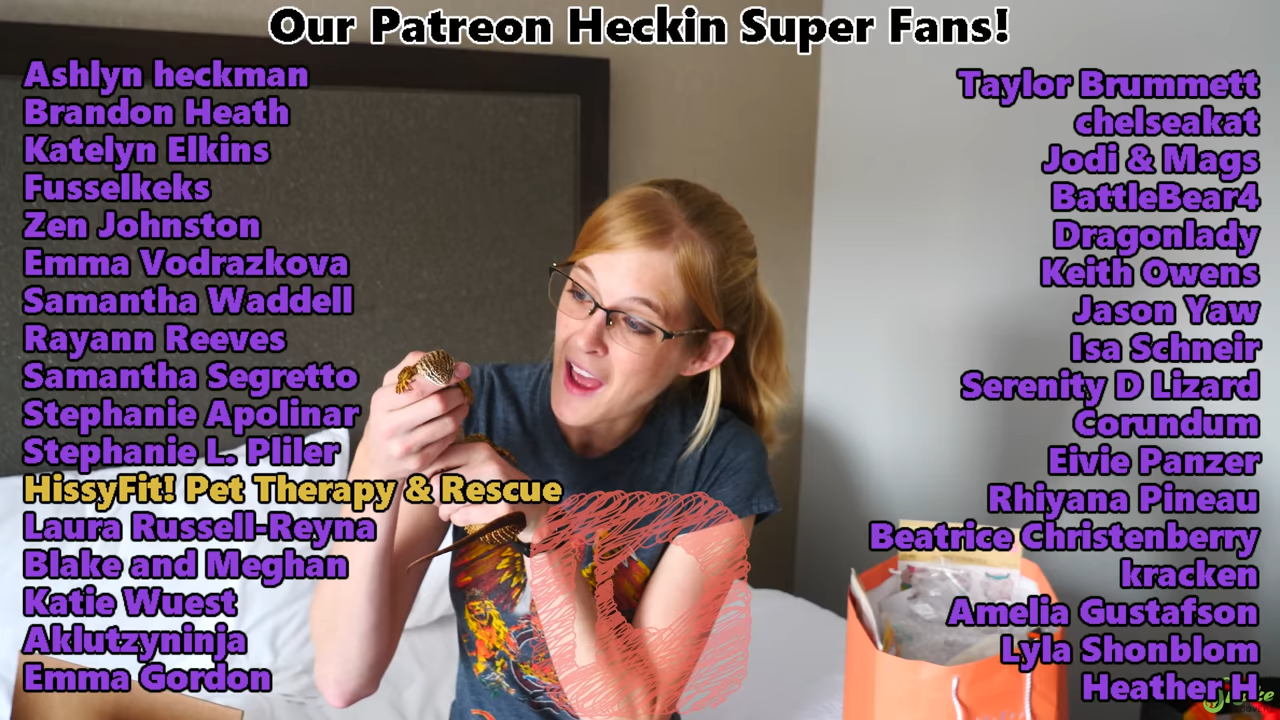 Our Patreon Heckin Super Fans!
Ashlyn heckman
Brandon Heath
Katelyn Elkins
Fusselkeks
Zen Johnston
Emma Vodrazkova
Samantha Waddell
Rayann Reeves
Samantha Segretto
Stephanie Apolinar
Stephanie L. Pliler
HissyFit! Pet Therapy & Rescue
Laura Russell-Reyna
Blake and Meghan
Katie Wuest
Aklutzyninja
Emma Gordon
Taylor Brummett
chelseakat
Jodi & Mags
BattleBear4
Dragonlady
Keith Owens
Jason Yaw
Isa Schneir
Serenity D Lizard
Corundum
Eivie Panzer
Rhiyana Pineau
Beatrice Christenberry
kracken
Amelia Gustafson
Lyla Shonblom
Heather H